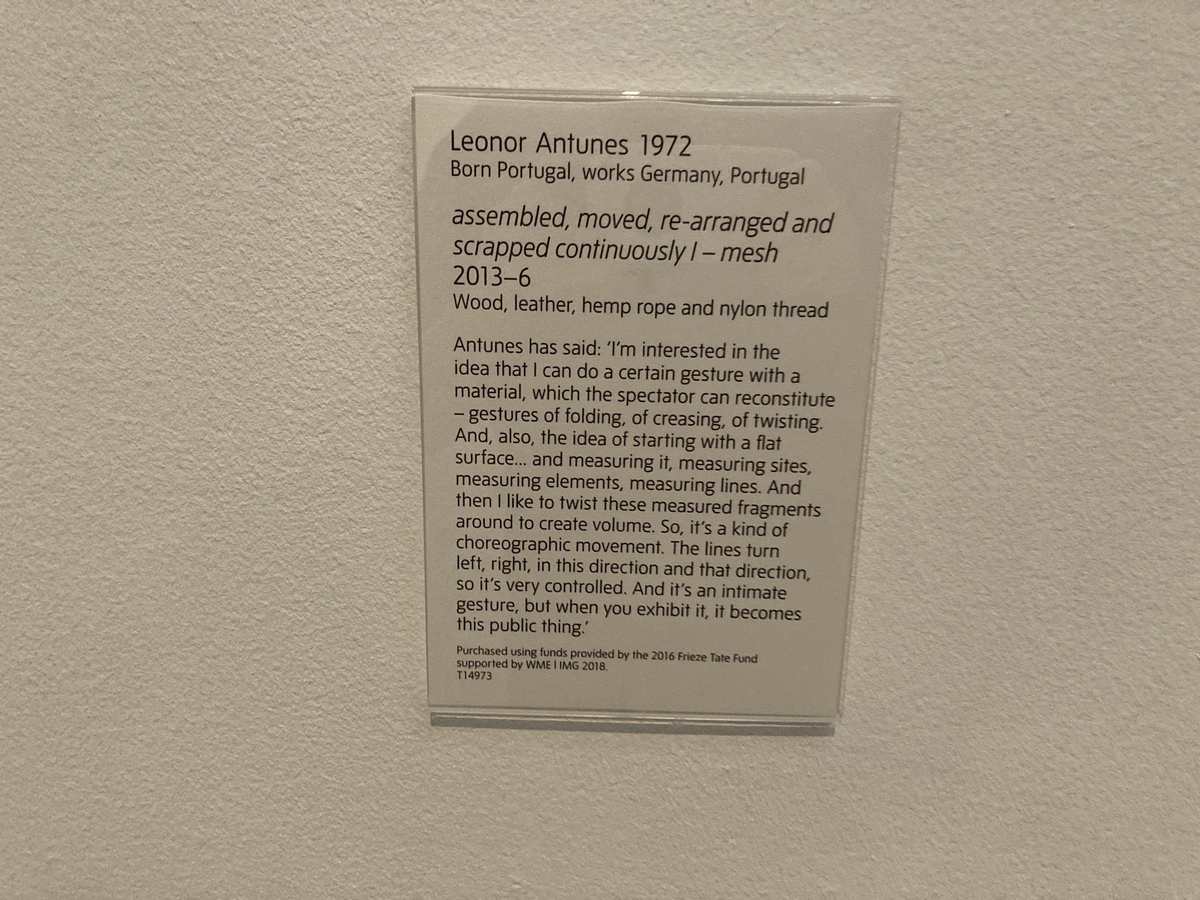 Leonor Antunes 1972
Born Portugal, works Germany, Portugal
assembled, moved, re-arranged and
scrapped continuously I – mesh
2013–6
Wood, leather, hemp rope and nylon thread
Antunes has said: ‘I’m interested in the
idea that I can do a certain gesture with a
material, which the spectator can reconstitute
– gestures of folding, of creasing, of twisting.
And, also, the idea of starting with a flat
surface... and measuring it, measuring sites,
measuring elements, measuring lines. And
then I like to twist these measured fragments
around to create volume. So, it’s a kind of
choreographic movement. The lines turn
left, right, in this direction and that direction,
so it’s very controlled. And it’s an intimate
gesture, but when you exhibit it, it becomes
this public thing.’
Purchased using funds provided by the 2016 Frieze Tate Fund
supported by WME | IMG 2018.
T14973